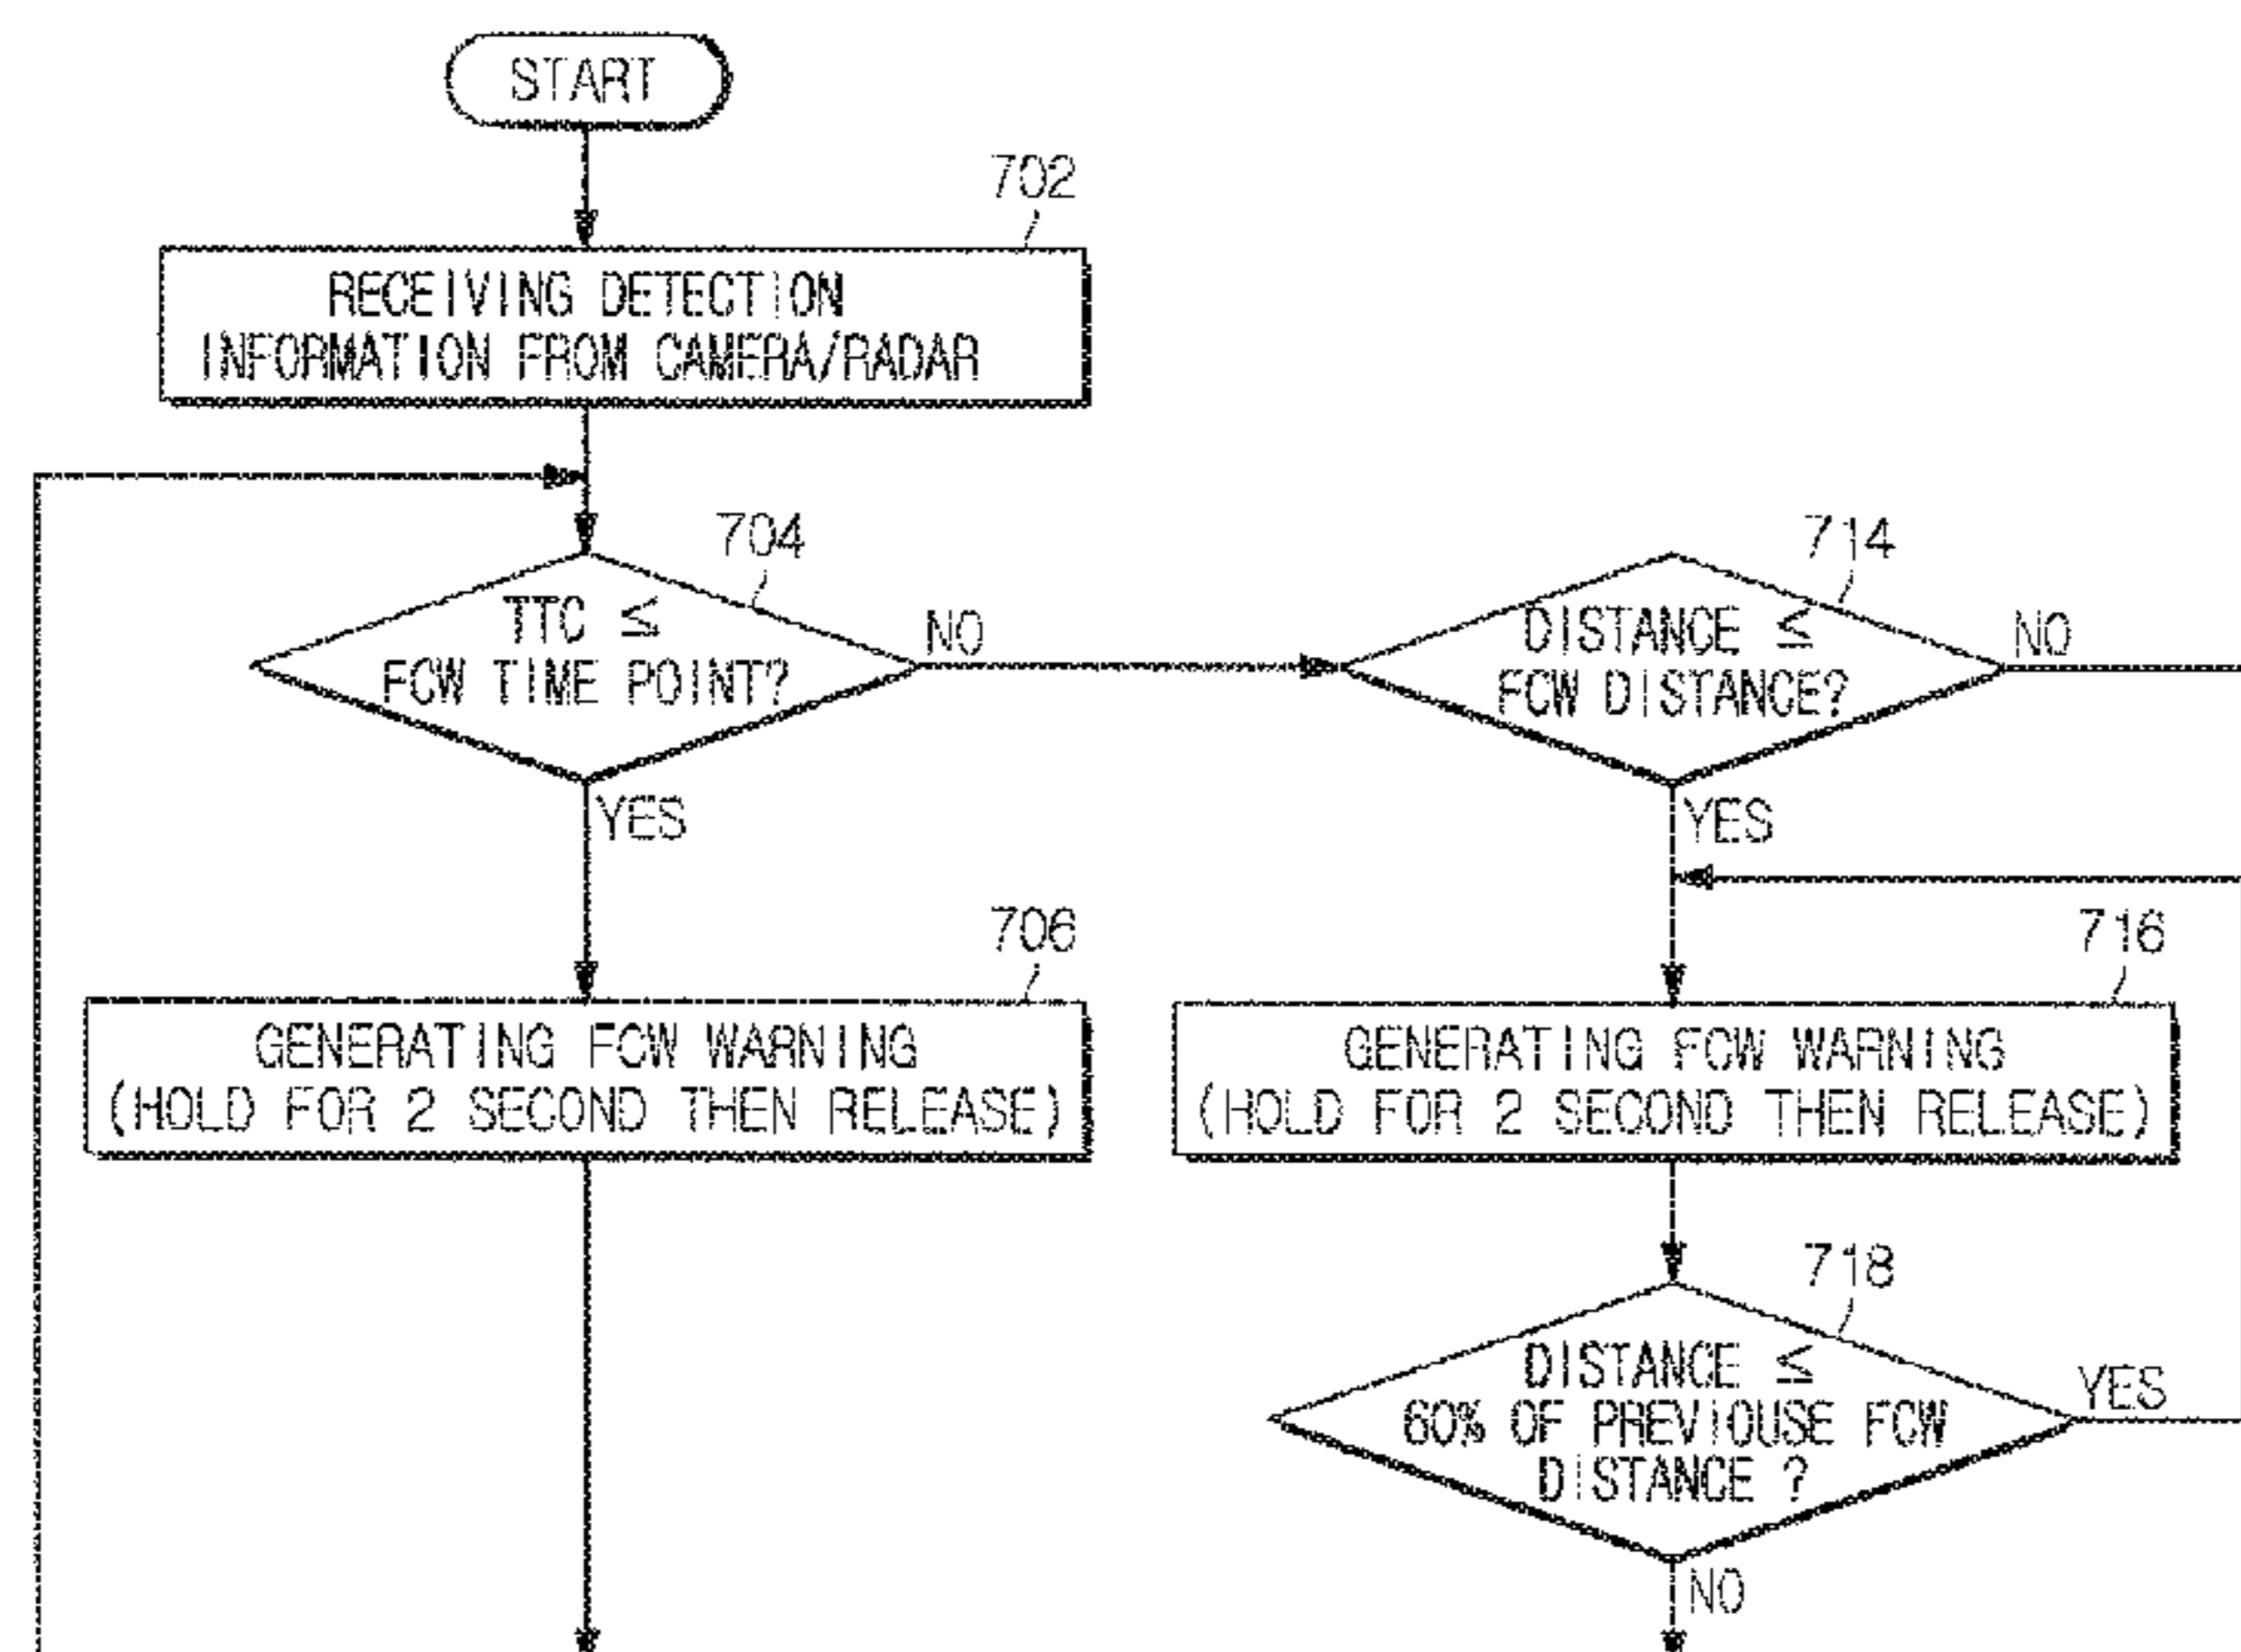 START
702
RECEIVING DETECTION
INFORMATION FROM CAMERA/RADAR
704
TTC ≤
FCW TIME POINT?
NO
YES
714
DISTANCE ≤
FCW DISTANCE?
NO
YES
706
GENERATING FCW WARNING
(HOLD FOR 2 SECOND THEN RELEASE)
716
GENERATING FCW WARNING
(HOLD FOR 2 SECOND THEN RELEASE)
718
DISTANCE ≤
60% OF PREVIOUSE FCW
DISTANCE ?
YES
NO